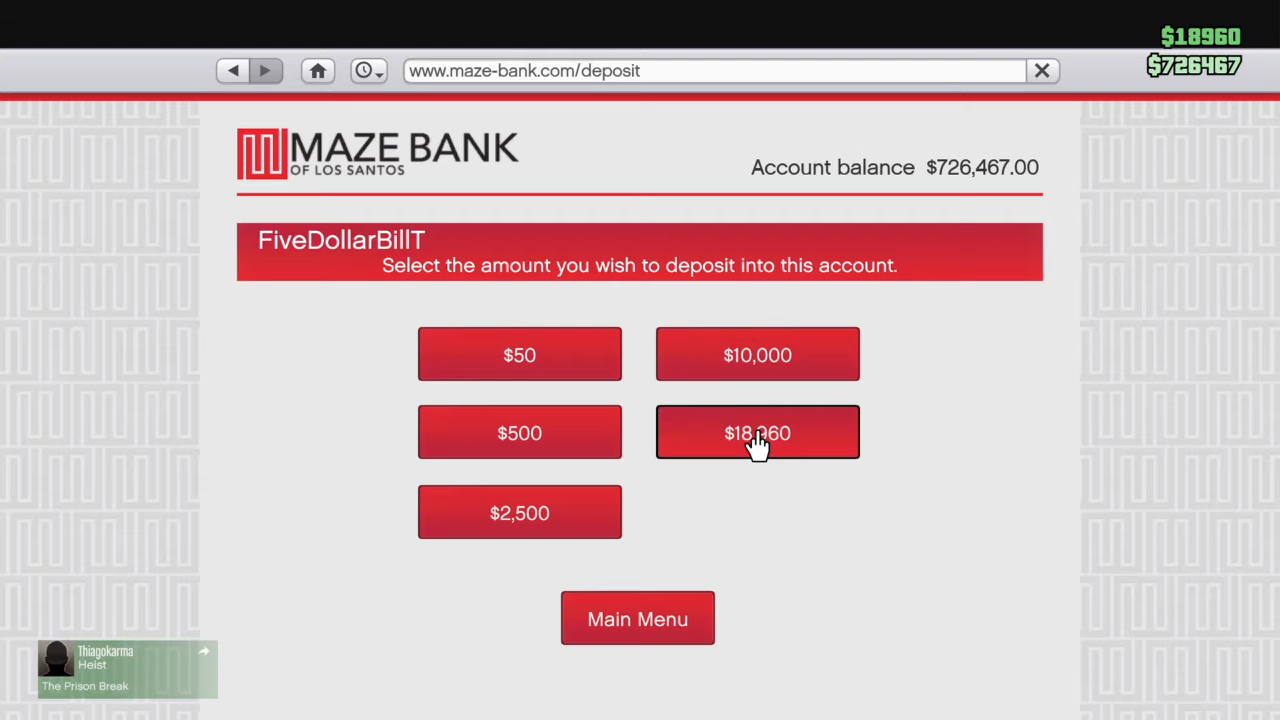 $18960
$726467
www.maze-bank.com/deposit
MAZE BANK
OF LOS SANTOS
Account balance $726,467.00
FiveDollarBillT
Select the amount you wish to deposit into this account.
$50
$10,000
$500
$18,960
$2,500
Main Menu
Thiagokarma
Heist
The Prison Break